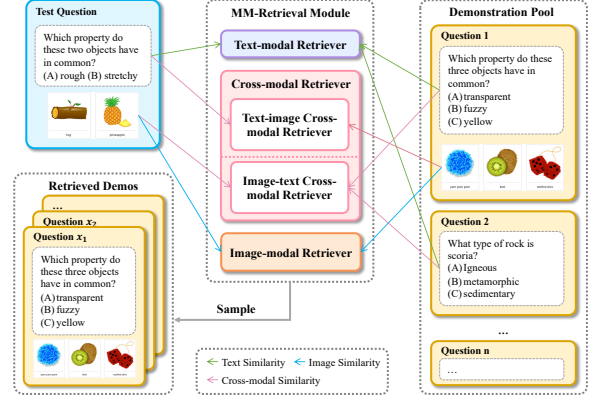 Test Question
Which property do
these two objects have
in common?
(A) rough (B) stretchy
log
pineapple
MM-Retrieval Module
Text-modal Retriever
Cross-modal Retriever
Text-image Cross-
modal Retriever
Image-text Cross-
modal Retriever
Image-modal Retriever
Sample
Demonstration Pool
Question 1
Which property do these
three objects have in
common?
(A) transparent
(B) fuzzy
(C) yellow
kiwi
Question 2
What type of rock is
scoria?
(A) Igneous
(B) metamorphic
(C) sedimentary
...
Question n
...
Retrieved Demos
...
Question x2
Question x1
Which property do
these three objects
have in common?
(A) transparent
(B) fuzzy
(C) yellow
Text Similarity
Image Similarity
Cross-modal Similarity